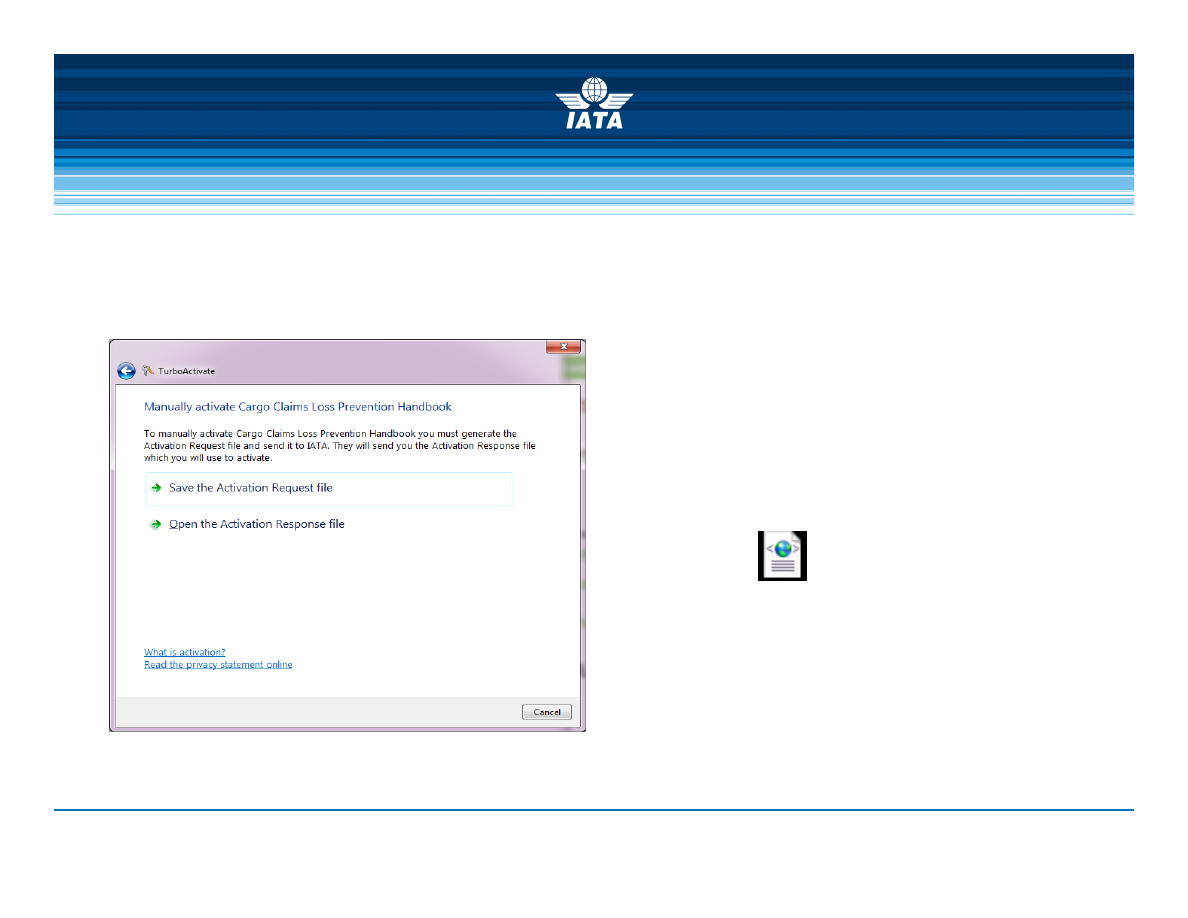 IATA
TurboActivate
Manually activate Cargo Claims Loss Prevention Handbook
To manually activate Cargo Claims Loss Prevention Handbook you must generate the
Activation Request file and send it to IATA. They will send you the Activation Response file
which you will use to activate.
Save the Activation Request file
Open the Activation Response file
What is activation?
Read the privacy statement online
Cancel